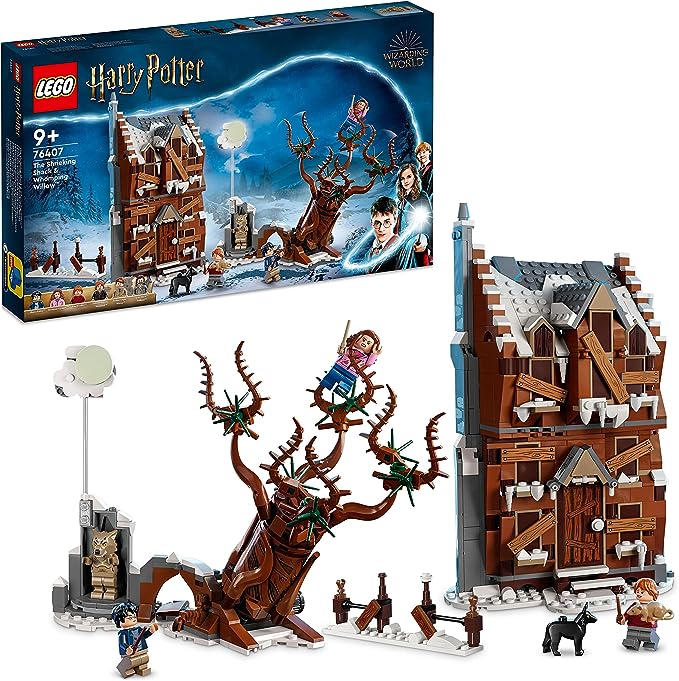 LEGO
Harry Potter
WIZARDING
WORLD
9+
76407
The Shrieking
Shack &
Whomping
Willow